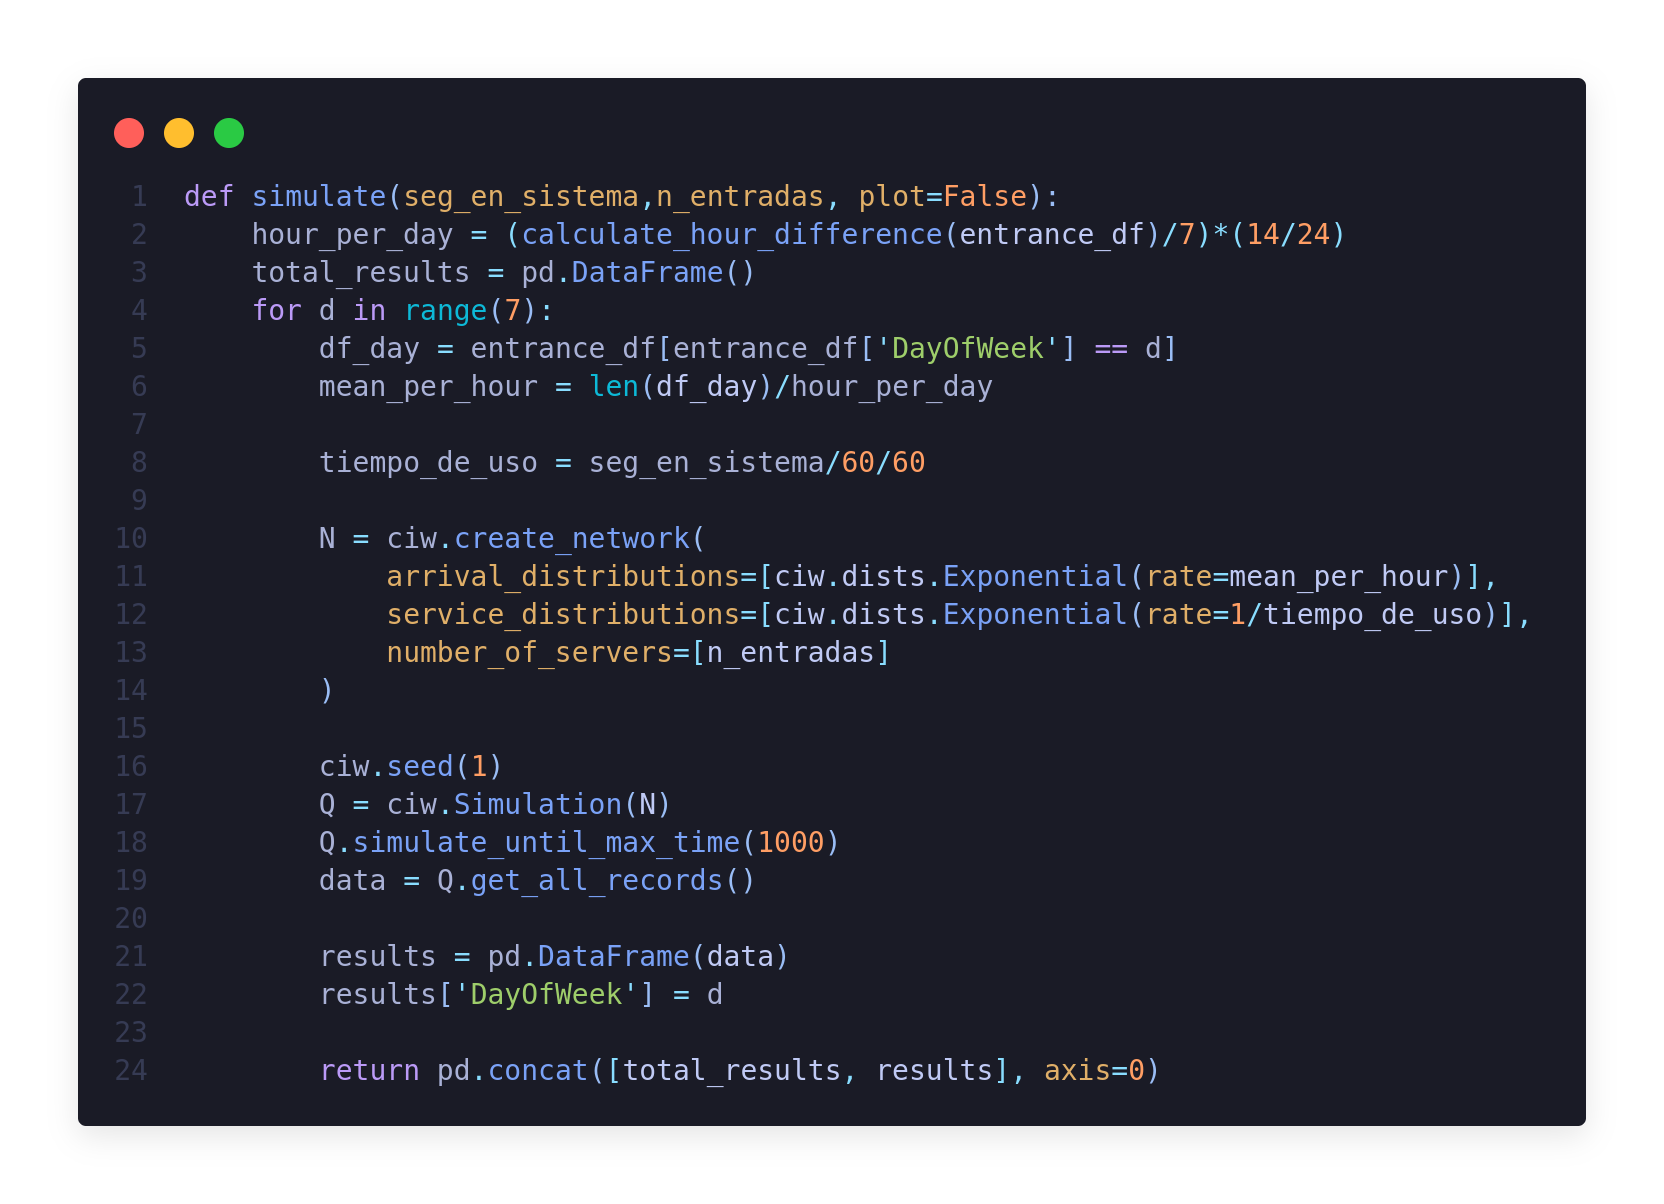 1 def simulate(seg_en_sistema,n_entradas, plot=False):
2     hour_per_day = (calculate_hour_difference(entrance_df)/7)*(14/24)
3     total_results = pd.DataFrame()
4     for d in range(7):
5         df_day = entrance_df[entrance_df['DayOfWeek'] == d]
6         mean_per_hour = len(df_day)/hour_per_day
7
8         tiempo_de_uso = seg_en_sistema/60/60
9
10         N = ciw.create_network(
11             arrival_distributions=[ciw.dists.Exponential(rate=mean_per_hour)],
12             service_distributions=[ciw.dists.Exponential(rate=1/tiempo_de_uso)],
13             number_of_servers=[n_entradas]
14         )
15
16         ciw.seed(1)
17         Q = ciw.Simulation(N)
18         Q.simulate_until_max_time(1000)
19         data = Q.get_all_records()
20
21         results = pd.DataFrame(data)
22         results['DayOfWeek'] = d
23
24         return pd.concat([total_results, results], axis=0)